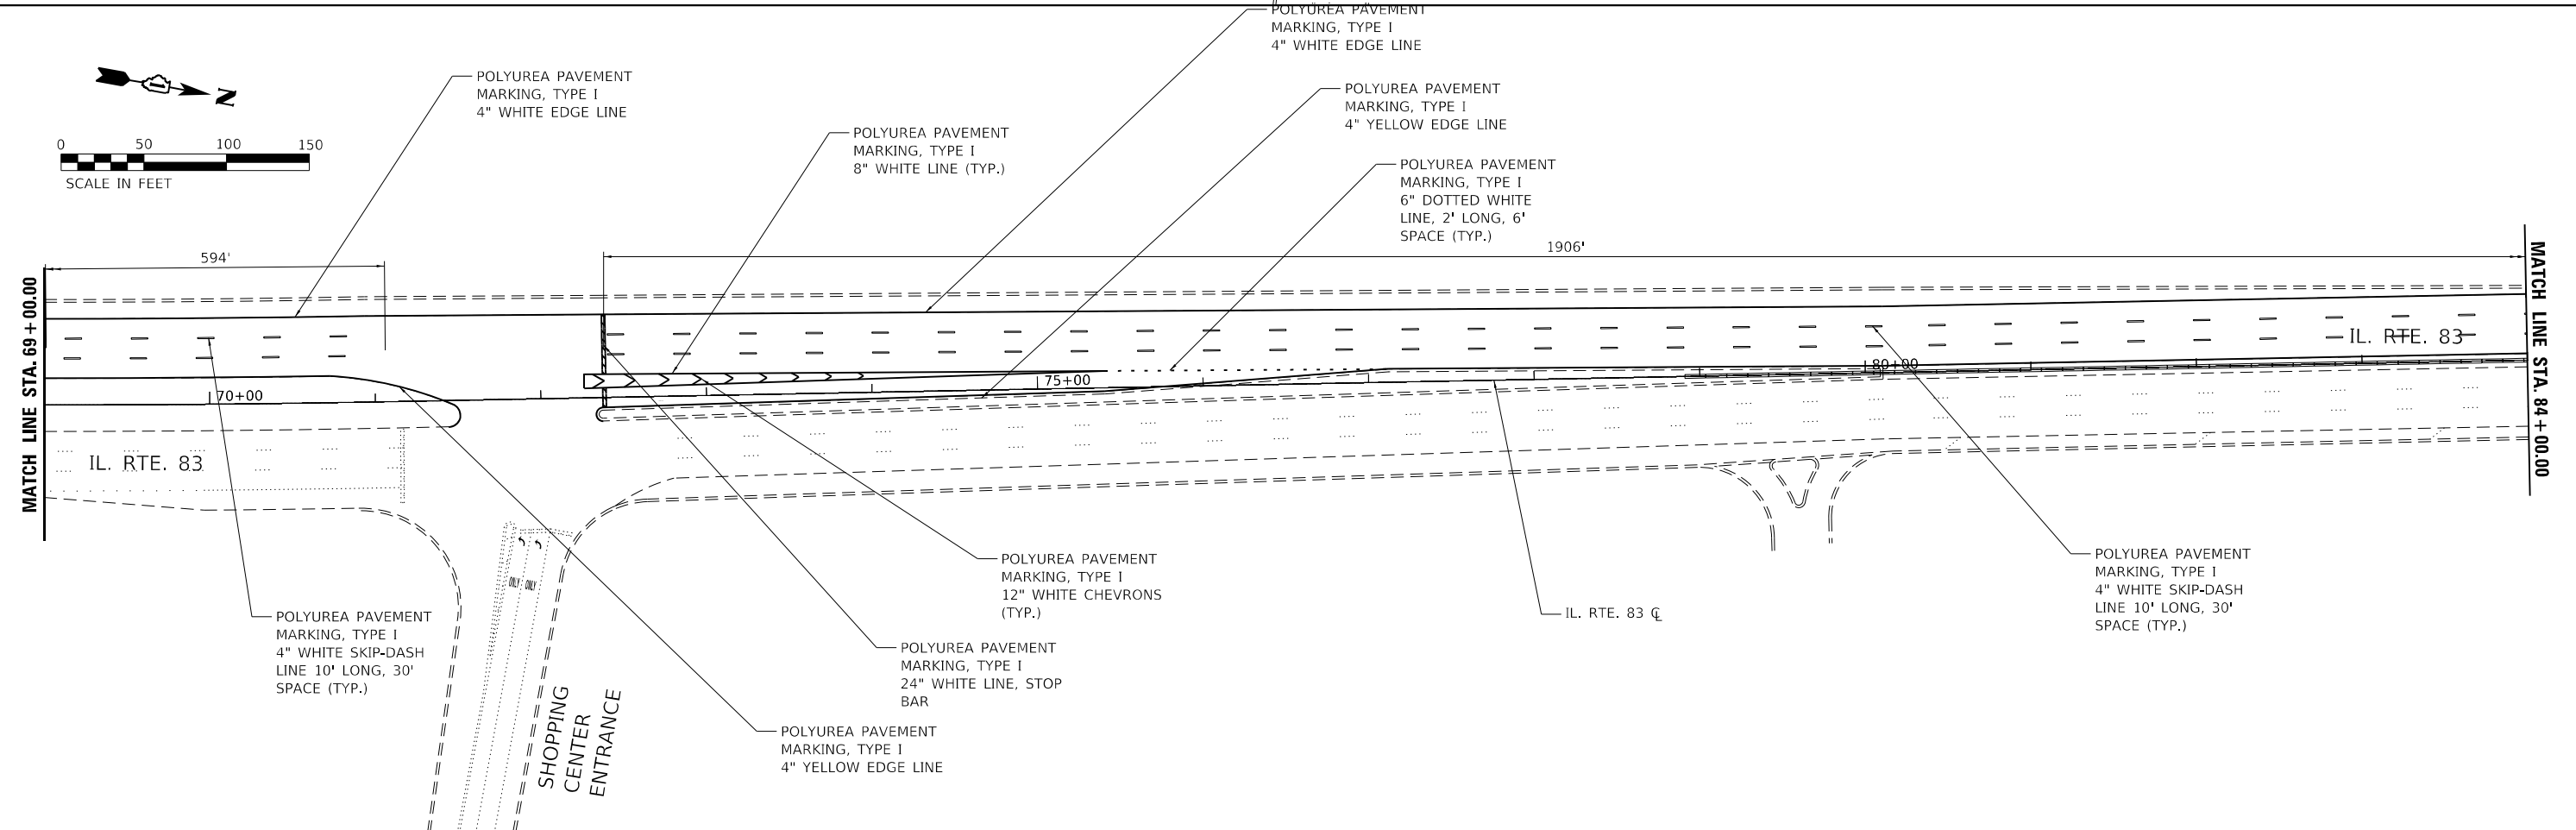 POLYUREA PAVEMENT
MARKING, TYPE I
4" WHITE EDGE LINE
POLYUREA PAVEMENT
MARKING, TYPE I
4" WHITE EDGE LINE
POLYUREA PAVEMENT
MARKING, TYPE I
4" YELLOW EDGE LINE
POLYUREA PAVEMENT
MARKING, TYPE I
8" WHITE LINE (TYP.)
POLYUREA PAVEMENT
MARKING, TYPE I
6" DOTTED WHITE
LINE, 2' LONG, 6'
SPACE (TYP.)
N
0 50 100 150
SCALE IN FEET
594'
1906'
MATCH LINE STA. 69+00.00
MATCH LINE STA. 84+00.00
IL. RTE. 83
70+00
75+00
80+00
IL. RTE. 83
ONLY ONLY
POLYUREA PAVEMENT
MARKING, TYPE I
4" WHITE SKIP-DASH
LINE 10' LONG, 30'
SPACE (TYP.)
SHOPPING
CENTER
ENTRANCE
POLYUREA PAVEMENT
MARKING, TYPE I
12" WHITE CHEVRONS
(TYP.)
POLYUREA PAVEMENT
MARKING, TYPE I
24" WHITE LINE, STOP
BAR
POLYUREA PAVEMENT
MARKING, TYPE I
4" YELLOW EDGE LINE
IL. RTE. 83 ℄
POLYUREA PAVEMENT
MARKING, TYPE I
4" WHITE SKIP-DASH
LINE 10' LONG, 30'
SPACE (TYP.)